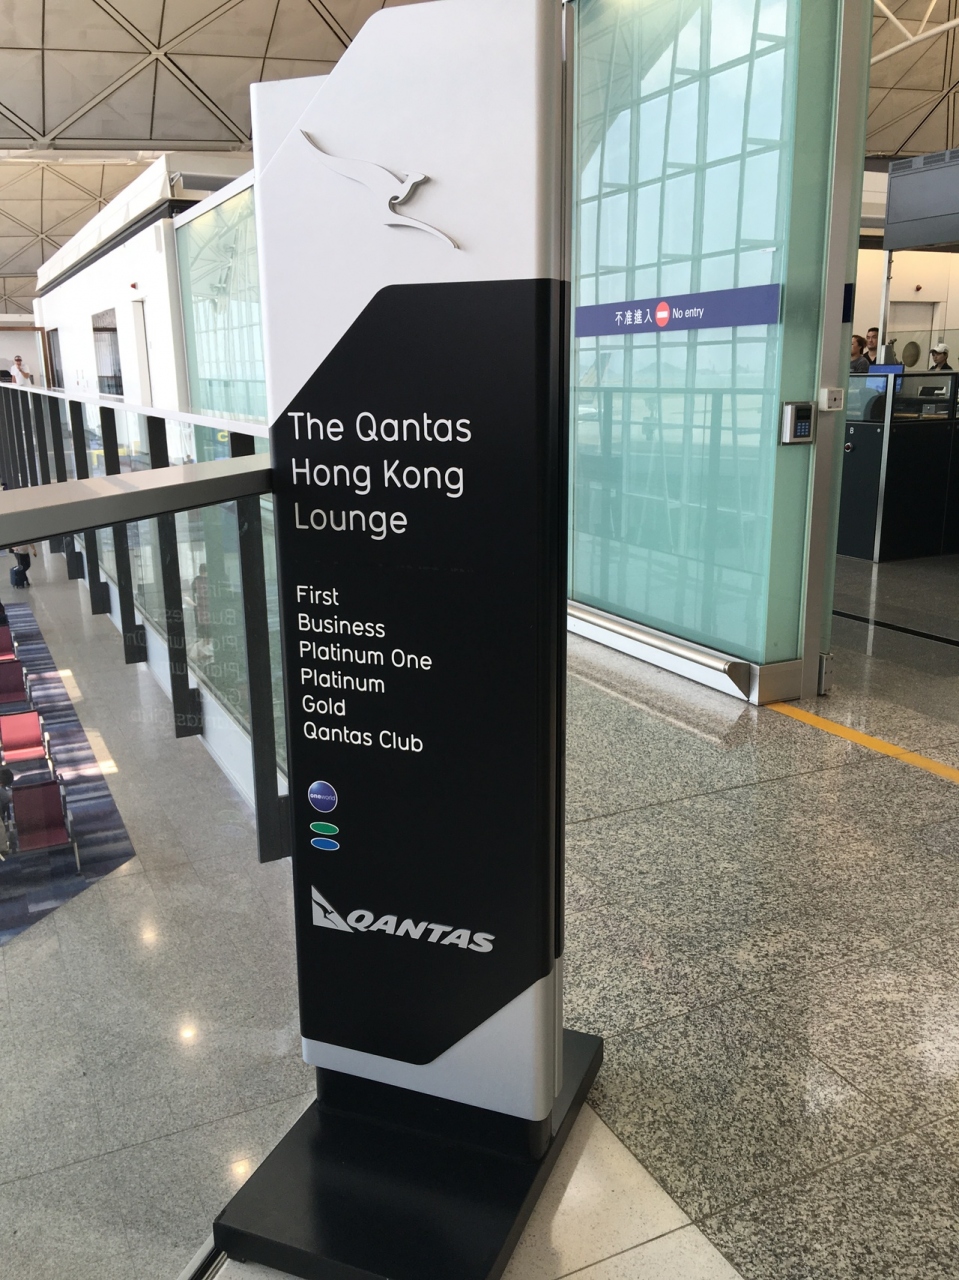 The Qantas
Hong Kong
Lounge
First
Business
Platinum One
Platinum
Gold
Qantas Club
oneworld
QANTAS
不准進入 No entry